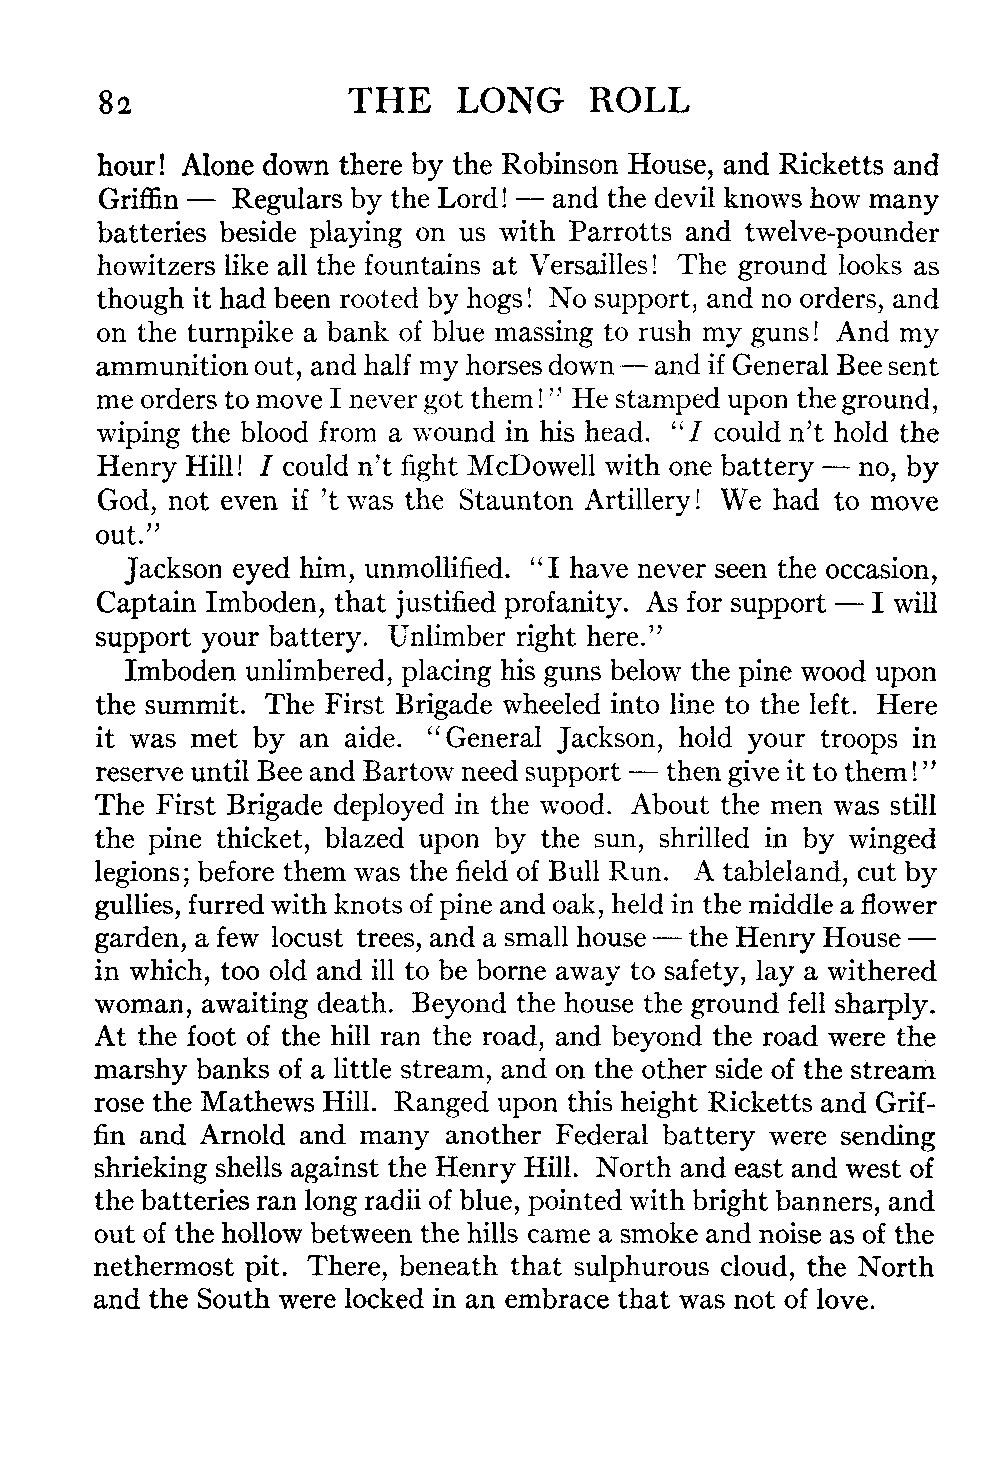 82 THE LONG ROLL
hour! Alone down there by the Robinson House, and Ricketts and
Griffin — Regulars by the Lord! — and the devil knows how many
batteries beside playing on us with Parrotts and twelve-pounder
howitzers like all the fountains at Versailles! The ground looks as
though it had been rooted by hogs! No support, and no orders, and
on the turnpike a bank of blue massing to rush my guns! And my
ammunition out, and half my horses down — and if General Bee sent
me orders to move I never got them!" He stamped upon the ground,
wiping the blood from a wound in his head. "I could n't hold the
Henry Hill! I could n't fight McDowell with one battery — no, by
God, not even if 't was the Staunton Artillery! We had to move
out."
Jackson eyed him, unmollified. "I have never seen the occasion,
Captain Imboden, that justified profanity. As for support — I will
support your battery. Unlimber right here."
Imboden unlimbered, placing his guns below the pine wood upon
the summit. The First Brigade wheeled into line to the left. Here
it was met by an aide. "General Jackson, hold your troops in
reserve until Bee and Bartow need support — then give it to them!"
The First Brigade deployed in the wood. About the men was still
the pine thicket, blazed upon by the sun, shrilled in by winged
legions; before them was the field of Bull Run. A tableland, cut by
gullies, furred with knots of pine and oak, held in the middle a flower
garden, a few locust trees, and a small house — the Henry House —
in which, too old and ill to be borne away to safety, lay a withered
woman, awaiting death. Beyond the house the ground fell sharply.
At the foot of the hill ran the road, and beyond the road were the
marshy banks of a little stream, and on the other side of the stream
rose the Mathews Hill. Ranged upon this height Ricketts and Grif-
fin and Arnold and many another Federal battery were sending
shrieking shells against the Henry Hill. North and east and west of
the batteries ran long radii of blue, pointed with bright banners, and
out of the hollow between the hills came a smoke and noise as of the
nethermost pit. There, beneath that sulphurous cloud, the North
and the South were locked in an embrace that was not of love.